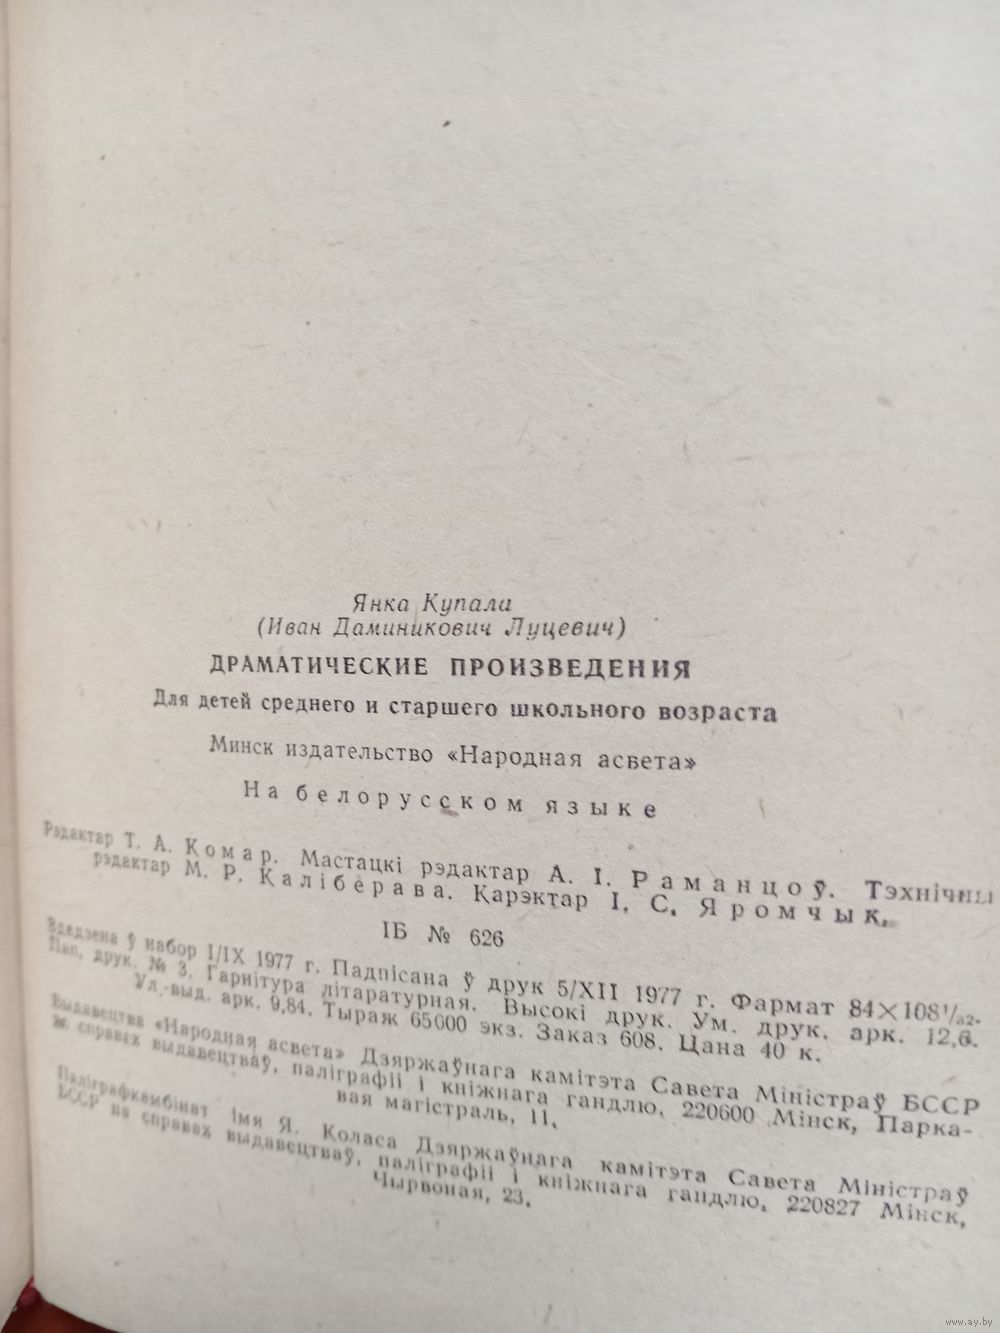 Янка Купала
(Иван Даминикович Луцевич)
ДРАМАТИЧЕСКИЕ ПРОИЗВЕДЕНИЯ
Для детей среднего и старшего школьного возраста
Минск издательство «Народная асвета»
На белорусском языке
Рэдактар Т. А. Комар. Мастацкі рэдактар А. І. Раманцоў. Тэхнічны
рэдактар М. Р. Каліберава. Карэктар І. С. Яромчык.
ІБ № 626
Здадзена ў набор 1/IX 1977 г. Падпісана ў друк 5/XII 1977 г. Фармат 84×108¹/₃₂.
Пап. друк. № 3. Гарнітура літаратурная. Высокі друк. Ум. друк. арк. 12,6.
Ул.-выд. арк. 9,84. Тыраж 65000 экз. Заказ 608. Цана 40 к.
Выдавецтва «Народная асвета» Дзяржаўнага камітэта Савета Міністраў БССР
па справах выдавецтваў, паліграфіі і кніжнага гандлю. 220600 Мінск, Парка-
вая магістраль, 11.
Паліграфкамбінат імя Я. Коласа Дзяржаўнага камітэта Савета Міністраў
БССР па справах выдавецтваў, паліграфіі і кніжнага гандлю. 220827 Мінск,
Чырвоная, 23.
www.ay.by